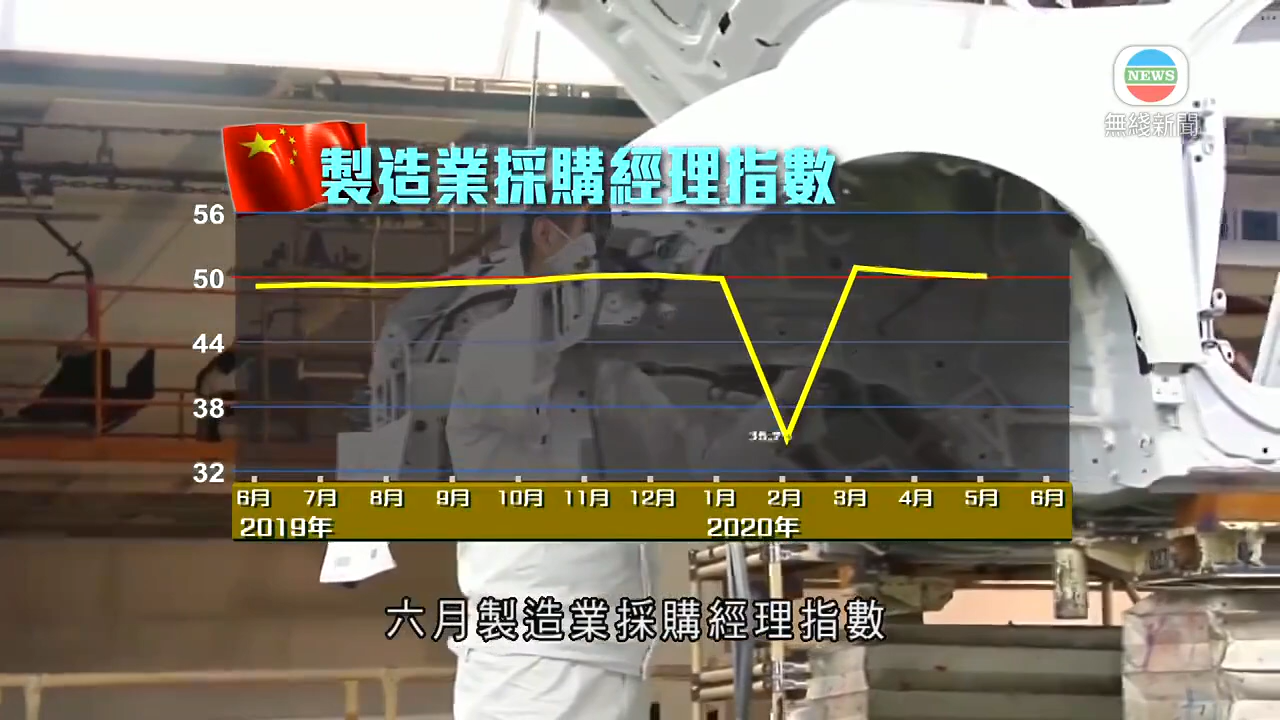 NEWS
無綫新聞
製造業採購經理指數
56
50
44
38
32
35.7
6月 7月 8月 9月 10月 11月 12月 1月 2月 3月 4月 5月 6月
2019年 2020年
六月製造業採購經理指數